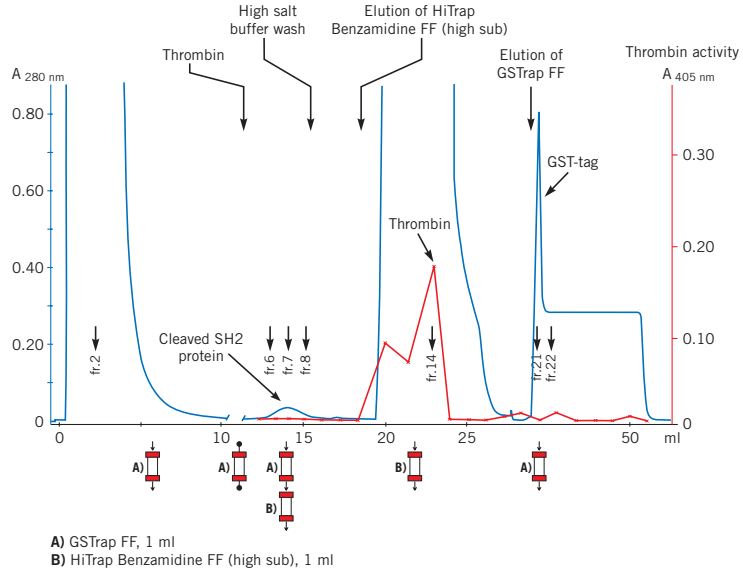 High salt
buffer wash
Elution of HiTrap
Benzamidine FF (high sub)
Thrombin
Elution of
GSTrap FF
Thrombin activity
A 280 nm
A 405 nm
0.80
0.60
0.40
0.20
0
0.30
0.20
0.10
0
GST-tag
Thrombin
Cleaved SH2
protein
fr.2
fr.6
fr.7
fr.8
fr.14
fr.21
fr.22
0
10
15
20
25
50
ml
A)
A)
A)
B)
A)
B)
A) GSTrap FF, 1 ml
B) HiTrap Benzamidine FF (high sub), 1 ml